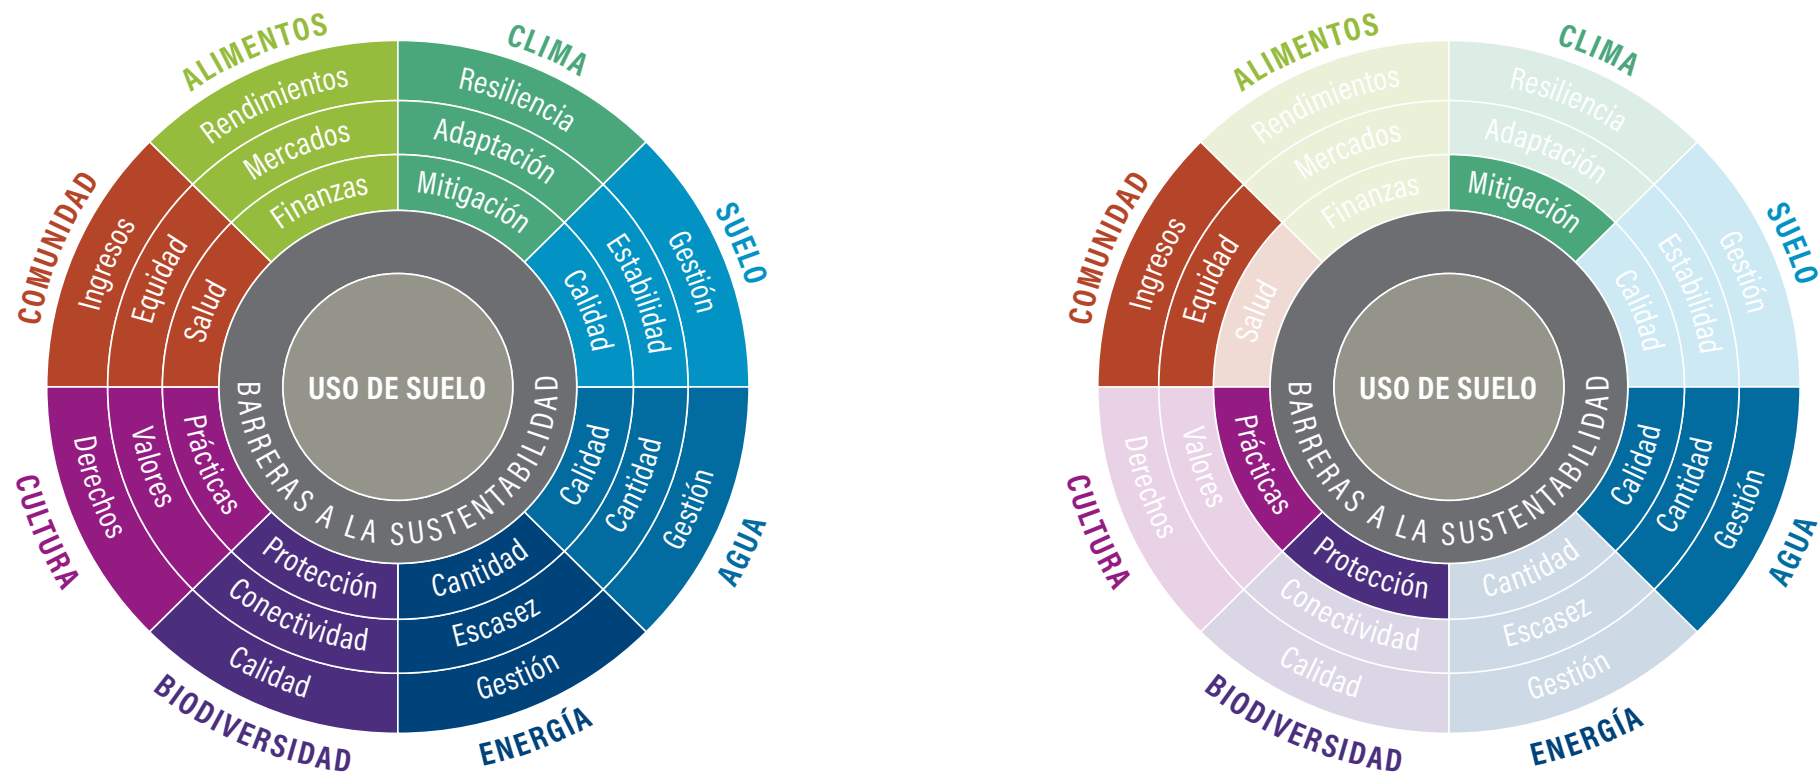 ALIMENTOS
Rendimientos
Mercados
Finanzas
CLIMA
Resiliencia
Adaptación
Mitigación
SUELO
Gestión
Estabilidad
Calidad
AGUA
Calidad
Cantidad
Gestión
ENERGÍA
Cantidad
Escasez
Gestión
BIODIVERSIDAD
Protección
Conectividad
Calidad
CULTURA
Derechos
Valores
Prácticas
COMUNIDAD
Ingresos
Equidad
Salud
BARRERAS A LA SUSTENTABILIDAD
USO DE SUELO
ALIMENTOS
Rendimientos
Mercados
Finanzas
CLIMA
Resiliencia
Adaptación
Mitigación
SUELO
Gestión
Estabilidad
Calidad
AGUA
Calidad
Cantidad
Gestión
ENERGÍA
Cantidad
Escasez
Gestión
BIODIVERSIDAD
Protección
Conectividad
Calidad
CULTURA
Derechos
Valores
Prácticas
COMUNIDAD
Ingresos
Equidad
Salud
BARRERAS A LA SUSTENTABILIDAD
USO DE SUELO